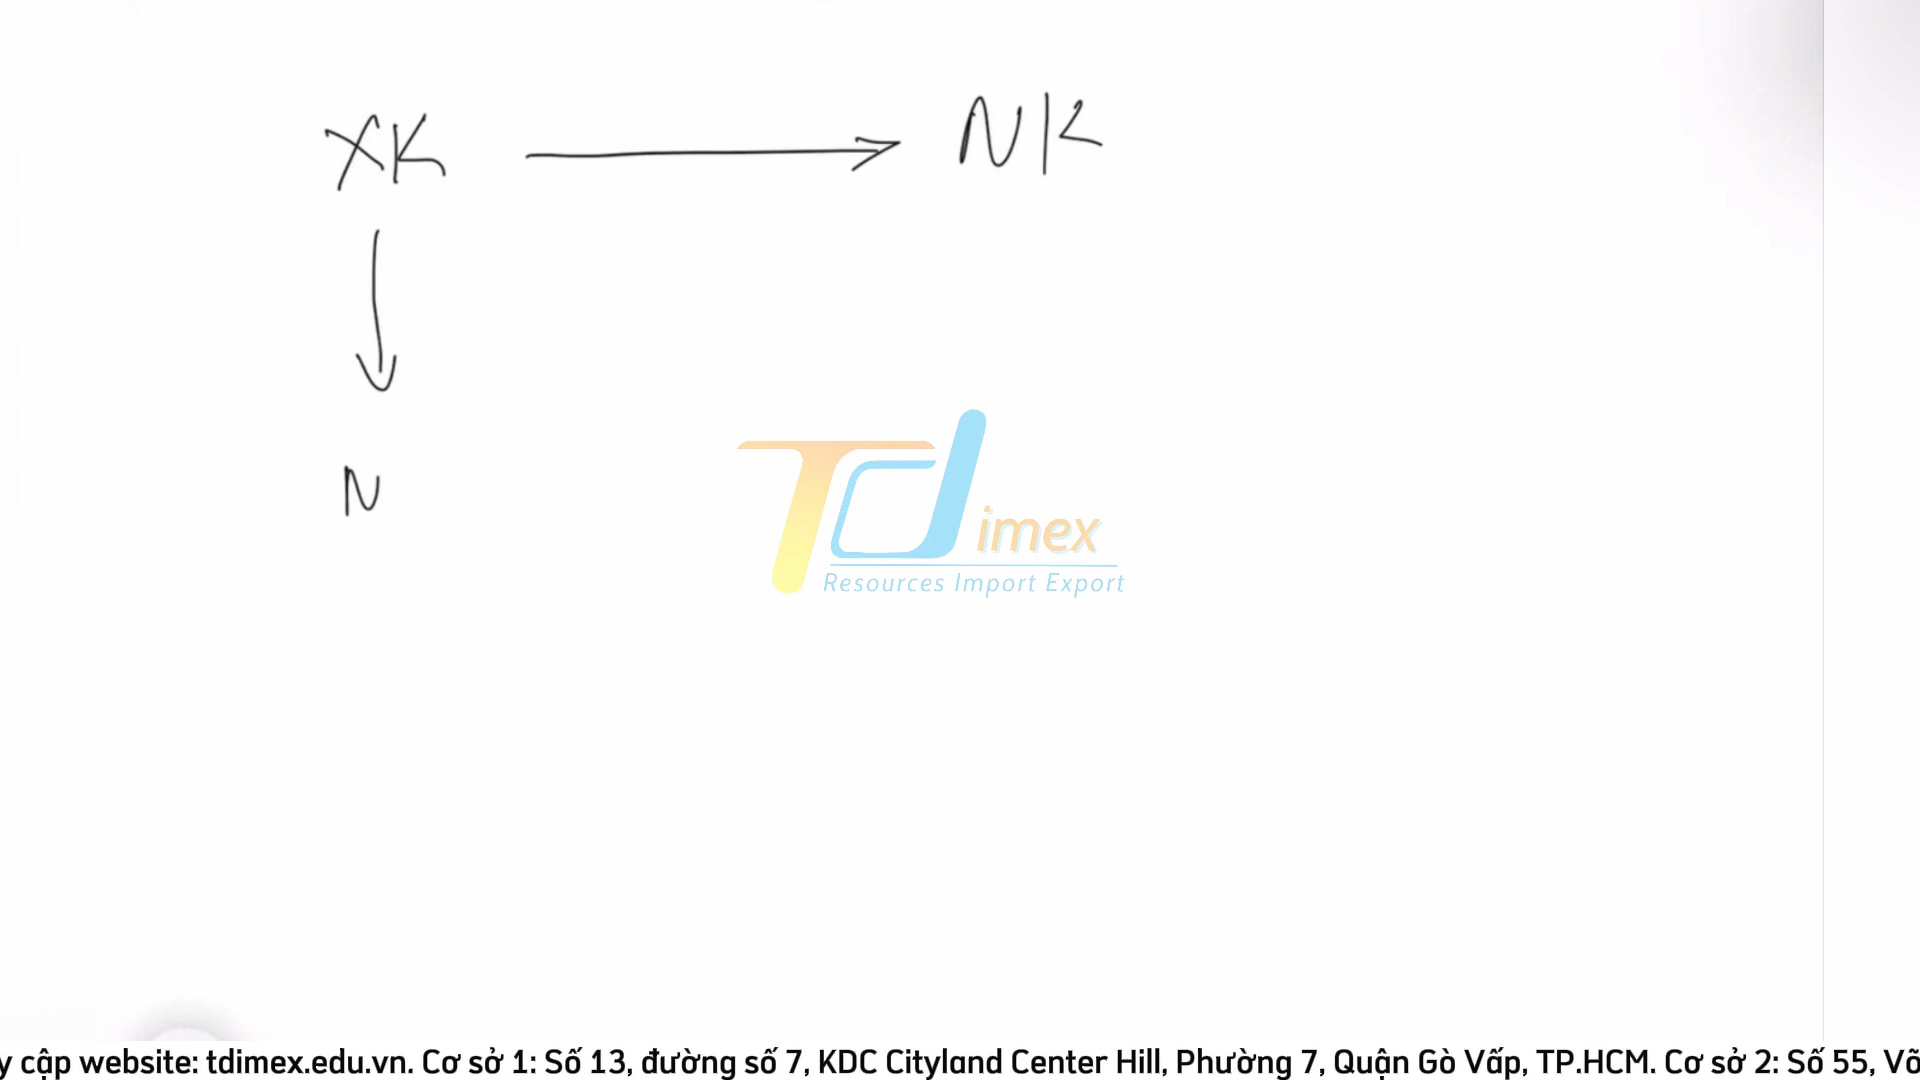 XK NK
N
Td imex
Resources Import Export
y cập website: tdimex.edu.vn. Cơ sở 1: Số 13, đường số 7, KDC Cityland Center Hill, Phường 7, Quận Gò Vấp, TP.HCM. Cơ sở 2: Số 55, Võ